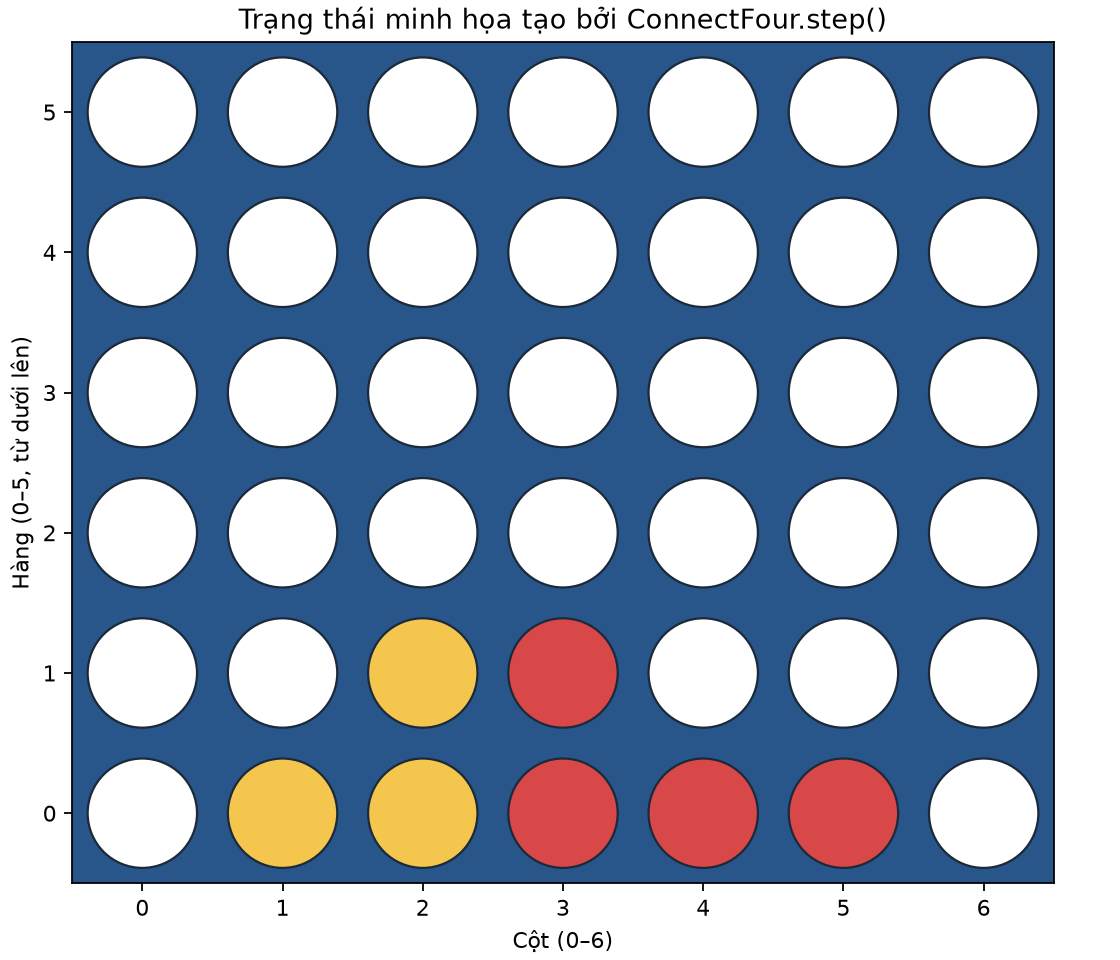 Trạng thái minh họa tạo bởi ConnectFour.step()
Hàng (0–5, từ dưới lên)
5
4
3
2
1
0
0 1 2 3 4 5 6
Cột (0–6)